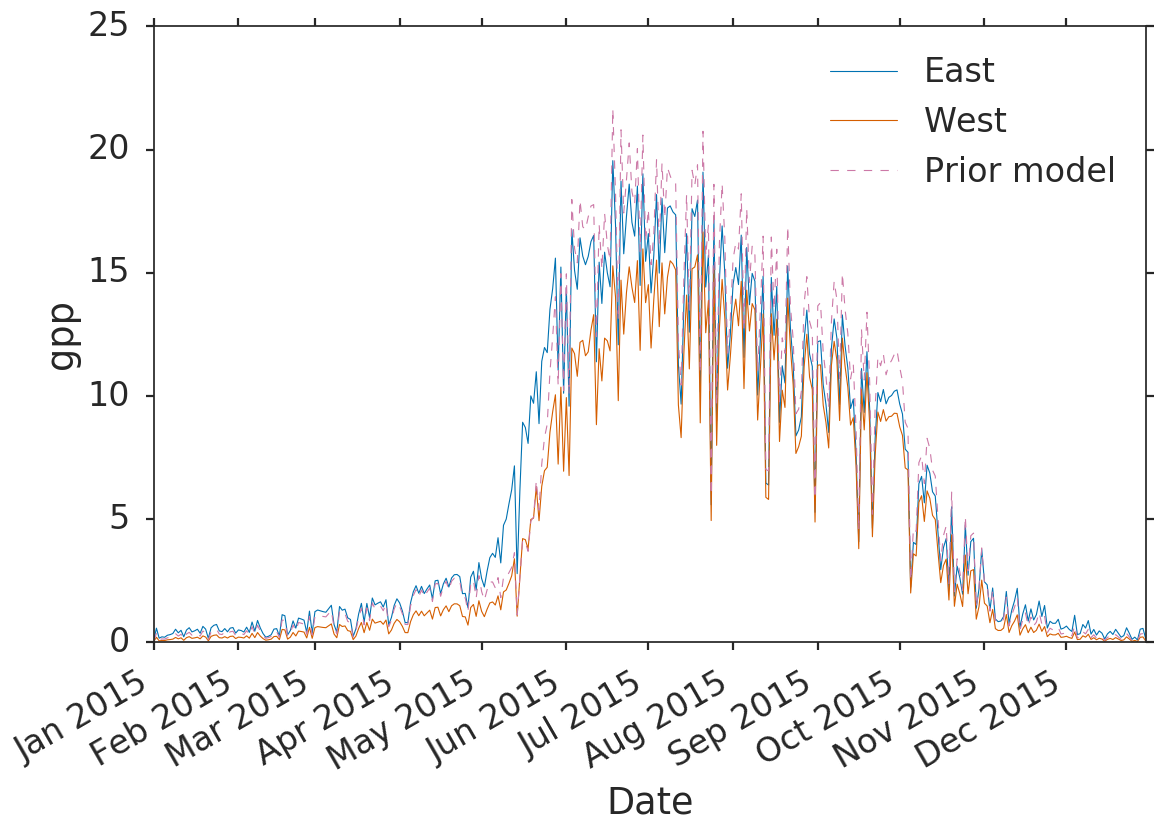 25
20
15
10
5
0
gpp
East
West
Prior model
Jan 2015
Feb 2015
Mar 2015
Apr 2015
May 2015
Jun 2015
Jul 2015
Aug 2015
Sep 2015
Oct 2015
Nov 2015
Dec 2015
Date